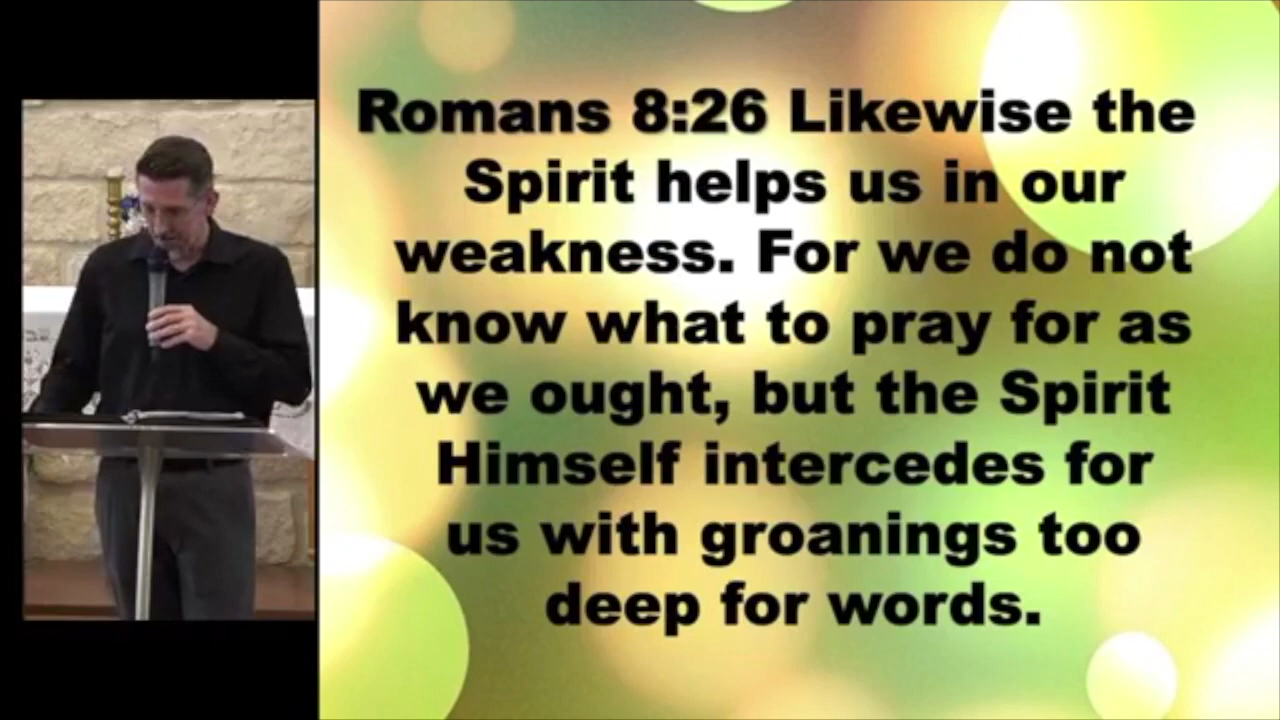 Romans 8:26 Likewise the
Spirit helps us in our
weakness. For we do not
know what to pray for as
we ought, but the Spirit
Himself intercedes for
us with groanings too
deep for words.